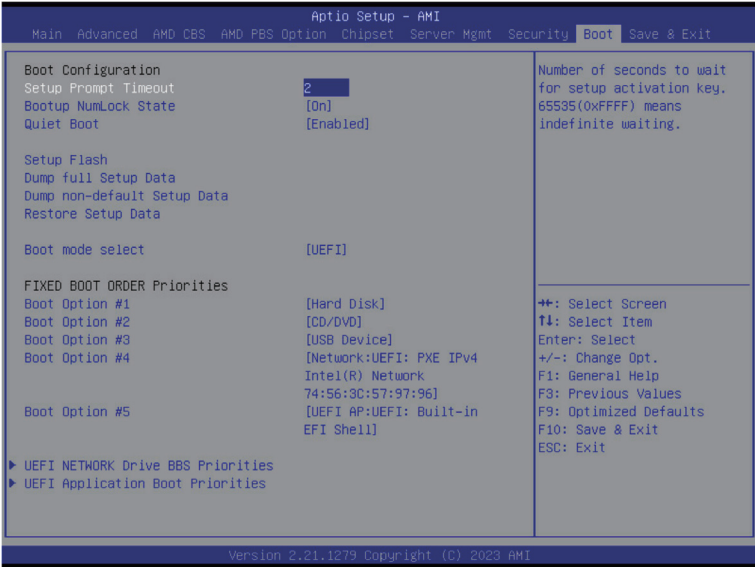 Aptio Setup - AMI
Main Advanced AMD CBS AMD PBS Option Chipset Server Mgmt Security Boot Save & Exit
Boot Configuration
Setup Prompt Timeout 2
Bootup NumLock State [On]
Quiet Boot [Enabled]
Setup Flash
Dump full Setup Data
Dump non-default Setup Data
Restore Setup Data
Boot mode select [UEFI]
FIXED BOOT ORDER Priorities
Boot Option #1 [Hard Disk]
Boot Option #2 [CD/DVD]
Boot Option #3 [USB Device]
Boot Option #4 [Network:UEFI: PXE IPv4
Intel(R) Network
74:56:3C:57:97:96]
Boot Option #5 [UEFI AP:UEFI: Built-in
EFI Shell]
UEFI NETWORK Drive BBS Priorities
UEFI Application Boot Priorities
Number of seconds to wait
for setup activation key.
65535(0xFFFF) means
indefinite waiting.
→←: Select Screen
↑↓: Select Item
Enter: Select
+/-: Change Opt.
F1: General Help
F3: Previous Values
F9: Optimized Defaults
F10: Save & Exit
ESC: Exit
Version 2.21.1279 Copyright (C) 2023 AMI